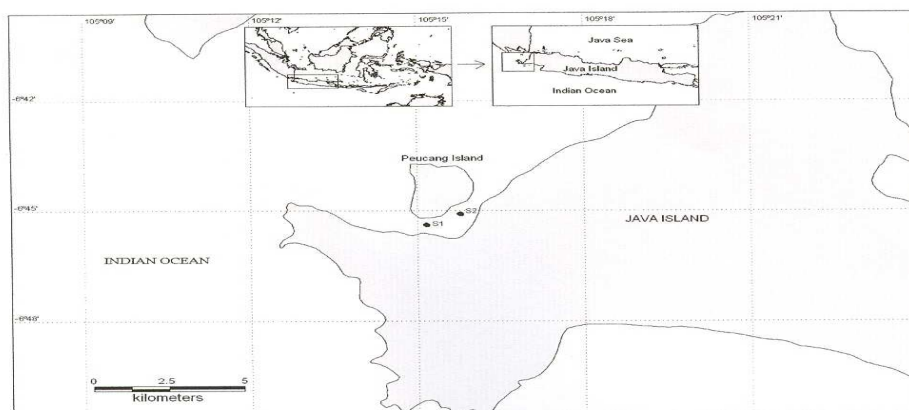 105°09'
105°12'
105°15'
105°18'
105°21'
Java Sea
Java Island
Indian Ocean
-6°42'
Peucang Island
-6°45'
S1
S2
JAVA ISLAND
INDIAN OCEAN
-6°48'
0 2.5 5
kilometers